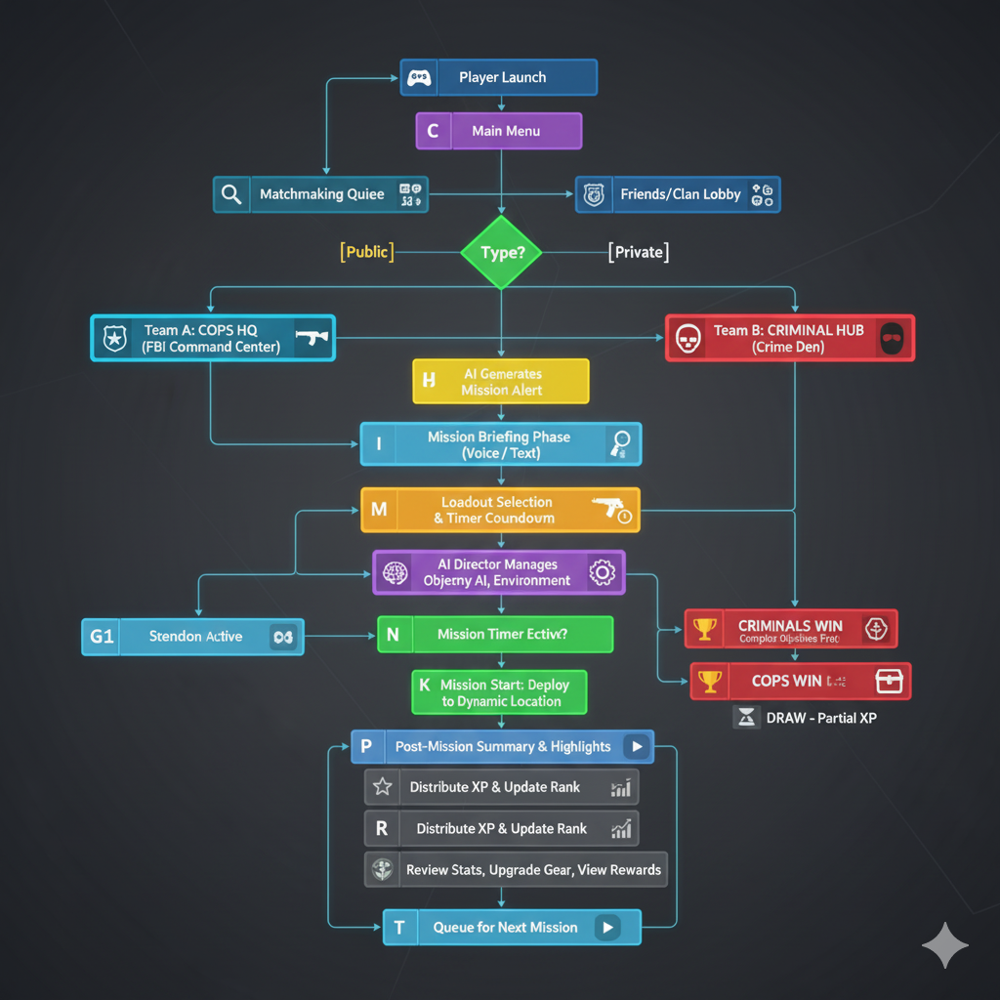 Player Launch
C Main Menu
Matchmaking Quiee
Friends/Clan Lobby
[Public]
Type?
[Private]
Team A: COPS HQ
(FBI Command Center)
Team B: CRIMINAL HUB
(Crime Den)
H AI Generates
Mission Alert
I Mission Briefing Phase
(Voice / Text)
M Loadout Selection
& Timer Coundovm
AI Director Manages
Objeɱy AI, Environment
G1 Stendon Active
N Mission Timer Ective?
CRIMINALS WIN
COPS WIN
K Mission Start: Deploy
to Dynamic Location
DRAW - Partial XP
P Post-Mission Summary & Highlights
Distribute XP & Update Rank
R Distribute XP & Update Rank
Review Stats, Upgrade Gear, View Rewards
T Queue for Next Mission